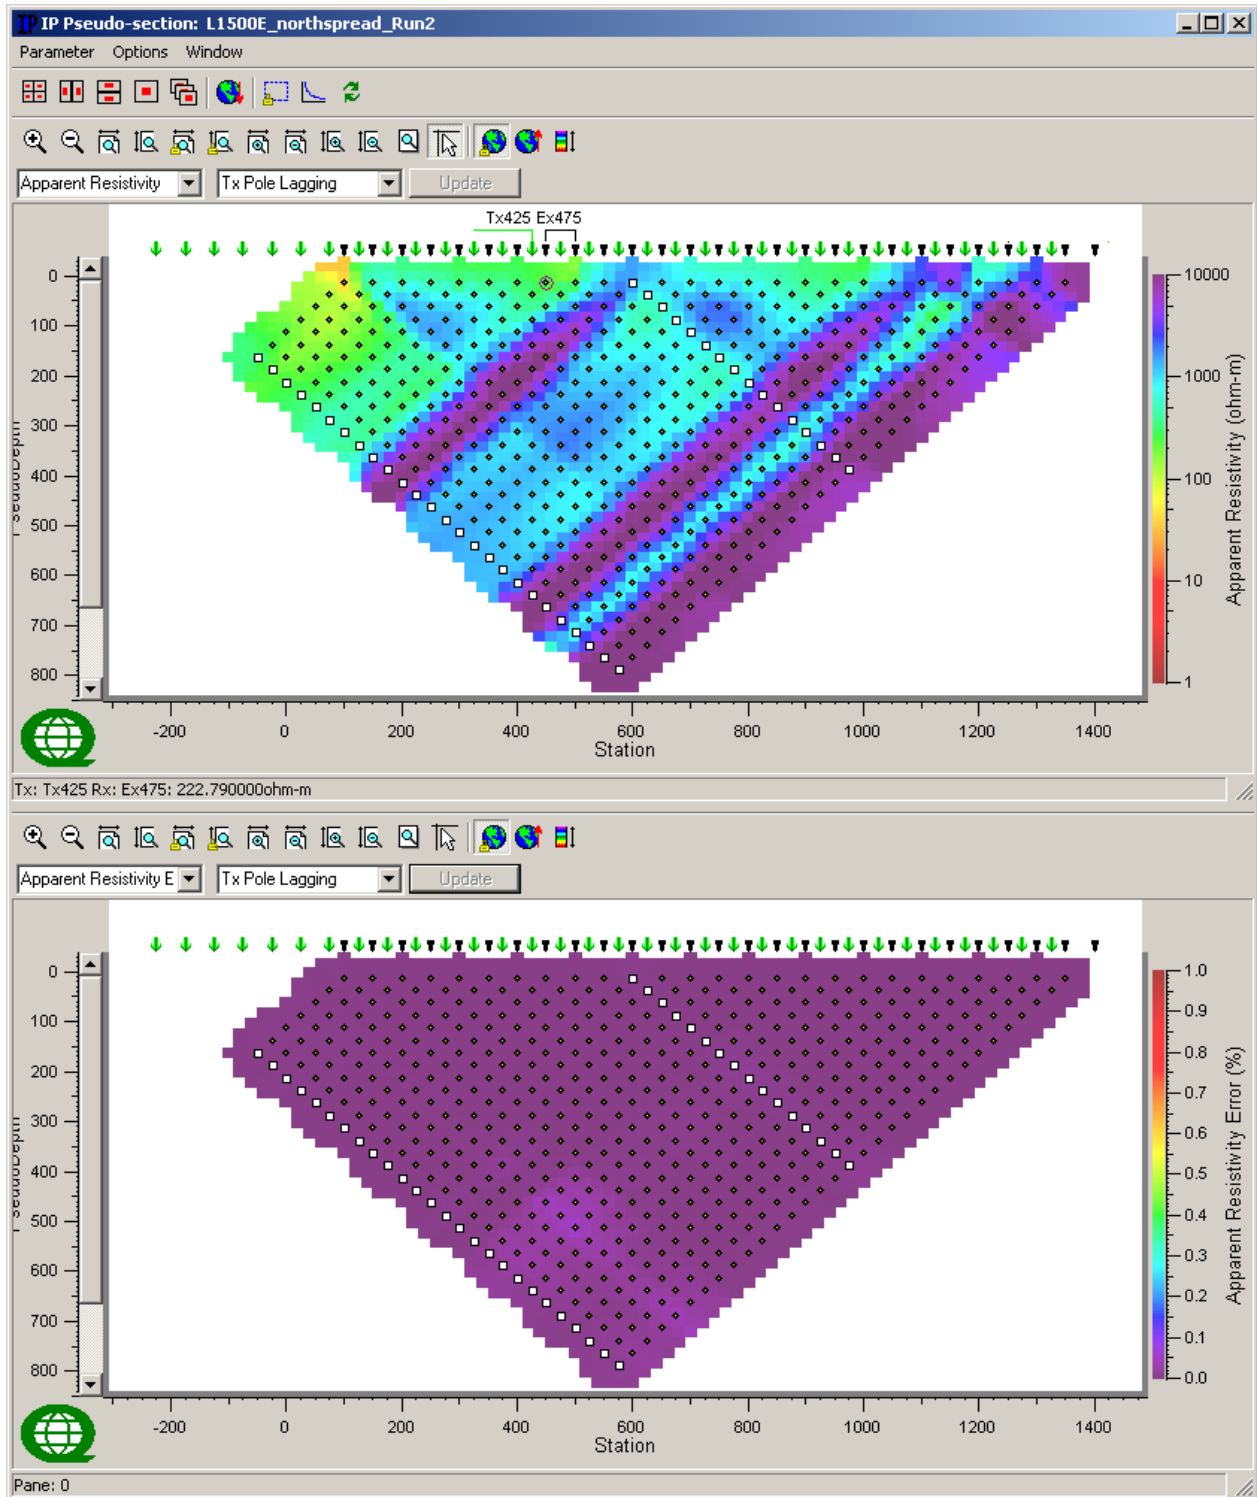 IP Pseudo-section: L1500E_northspread_Run2
Parameter Options Window
Apparent Resistivity Tx Pole Lagging Update
Tx425 Ex475
0
100
200
300
400
500
600
700
800
-200 0 200 400 600 800 1000 1200 1400
Station
10000
1000
100
10
1
Apparent Resistivity (ohm-m)
Tx: Tx425 Rx: Ex475: 222.790000ohm-m
Apparent Resistivity E Tx Pole Lagging Update
0
100
200
300
400
500
600
700
800
-200 0 200 400 600 800 1000 1200 1400
Station
1.0
0.9
0.8
0.7
0.6
0.5
0.4
0.3
0.2
0.1
0.0
Apparent Resistivity Error (%)
Pane: 0